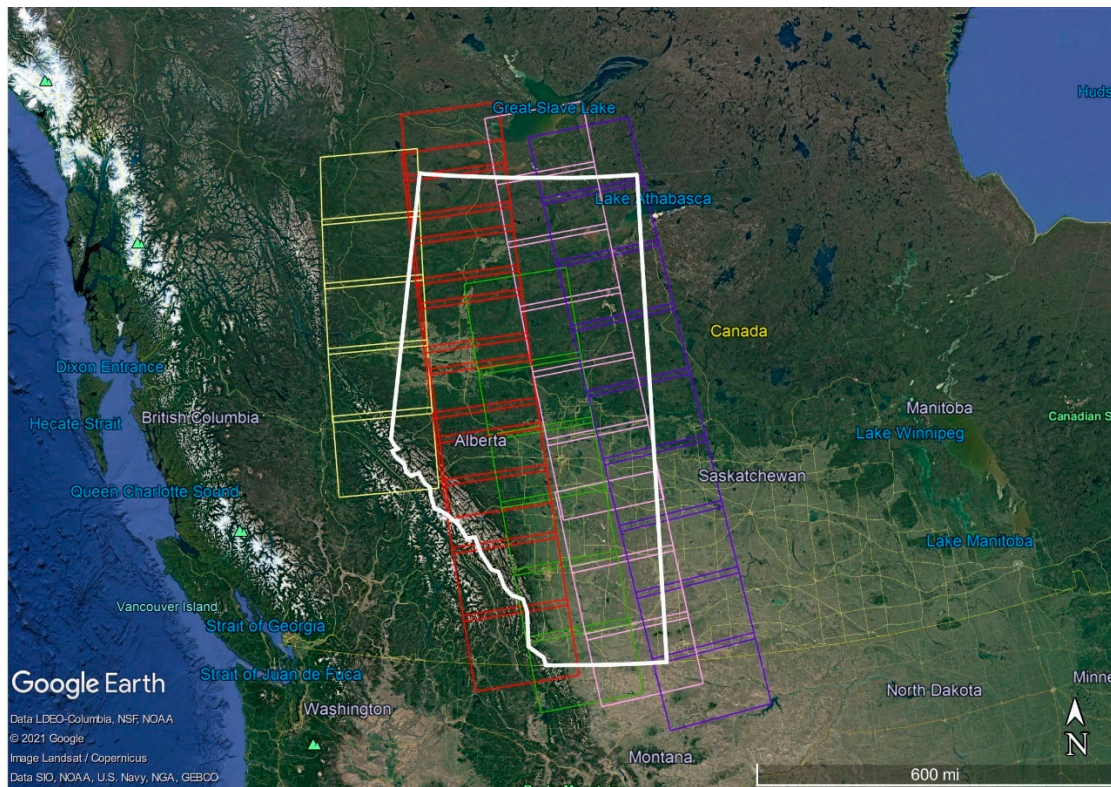 Great Slave Lake
Huds
Lake Athabasca
Canada
Dixon Entrance
Hecate Strait
British Columbia
Alberta
Manitoba
Canadian S
Lake Winnipeg
Saskatchewan
Queen Charlotte Sound
Lake Manitoba
Vancouver Island
Strait of Georgia
Strait of Juan de Fuca
Google Earth
Washington
North Dakota
Minne
Montana
N
Data LDEO-Columbia, NSF, NOAA
© 2021 Google
Image Landsat / Copernicus
Data SIO, NOAA, U.S. Navy, NGA, GEBCO
600 mi